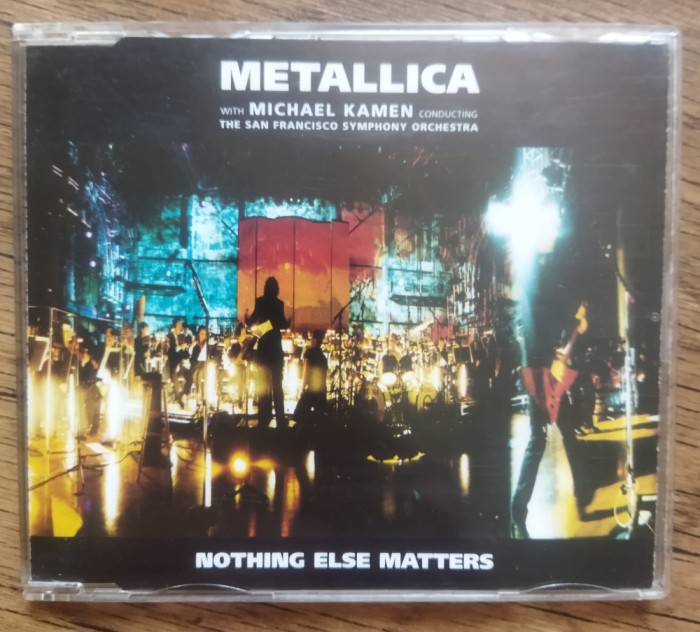 METALLICA
WITH MICHAEL KAMEN CONDUCTING
THE SAN FRANCISCO SYMPHONY ORCHESTRA
NOTHING ELSE MATTERS